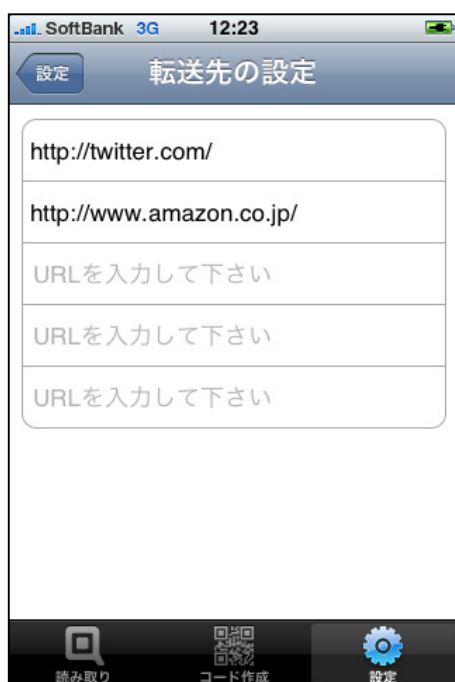 SoftBank 3G 12:23
設定 転送先の設定
http://twitter.com/
http://www.amazon.co.jp/
URLを入力して下さい
URLを入力して下さい
URLを入力して下さい
読み取り コード作成 設定